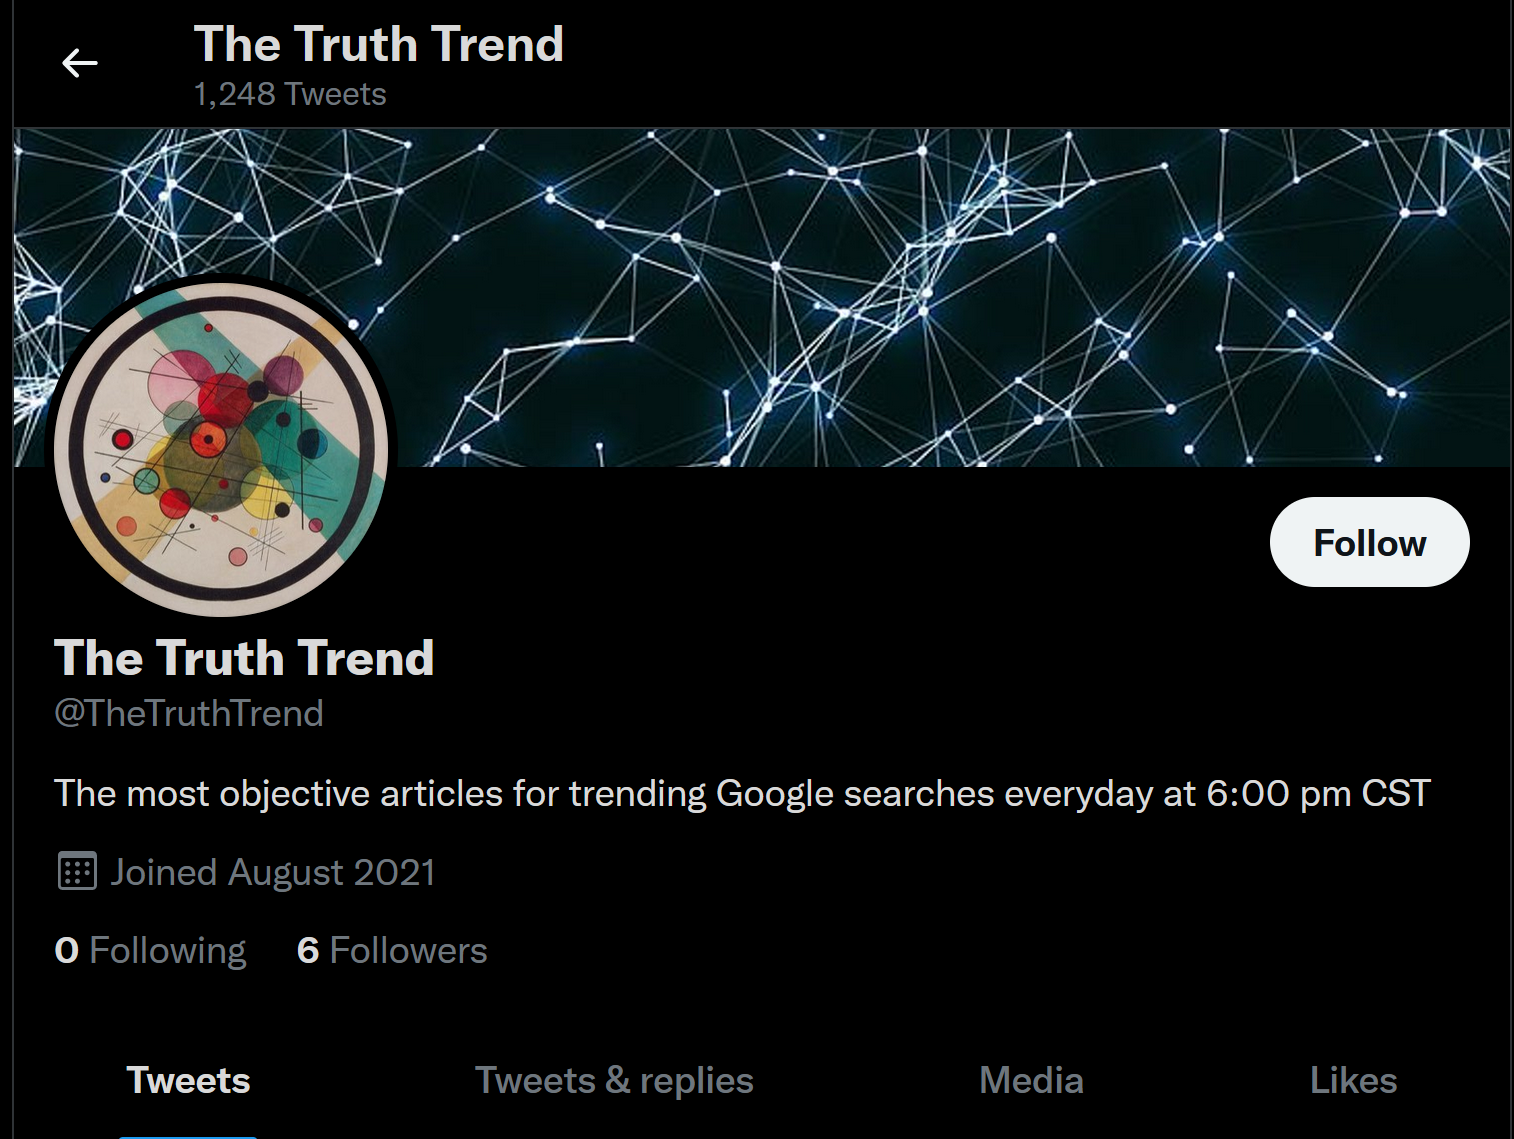 The Truth Trend
1,248 Tweets
Follow
The Truth Trend
@TheTruthTrend
The most objective articles for trending Google searches everyday at 6:00 pm CST
Joined August 2021
0 Following 6 Followers
Tweets Tweets & replies Media Likes